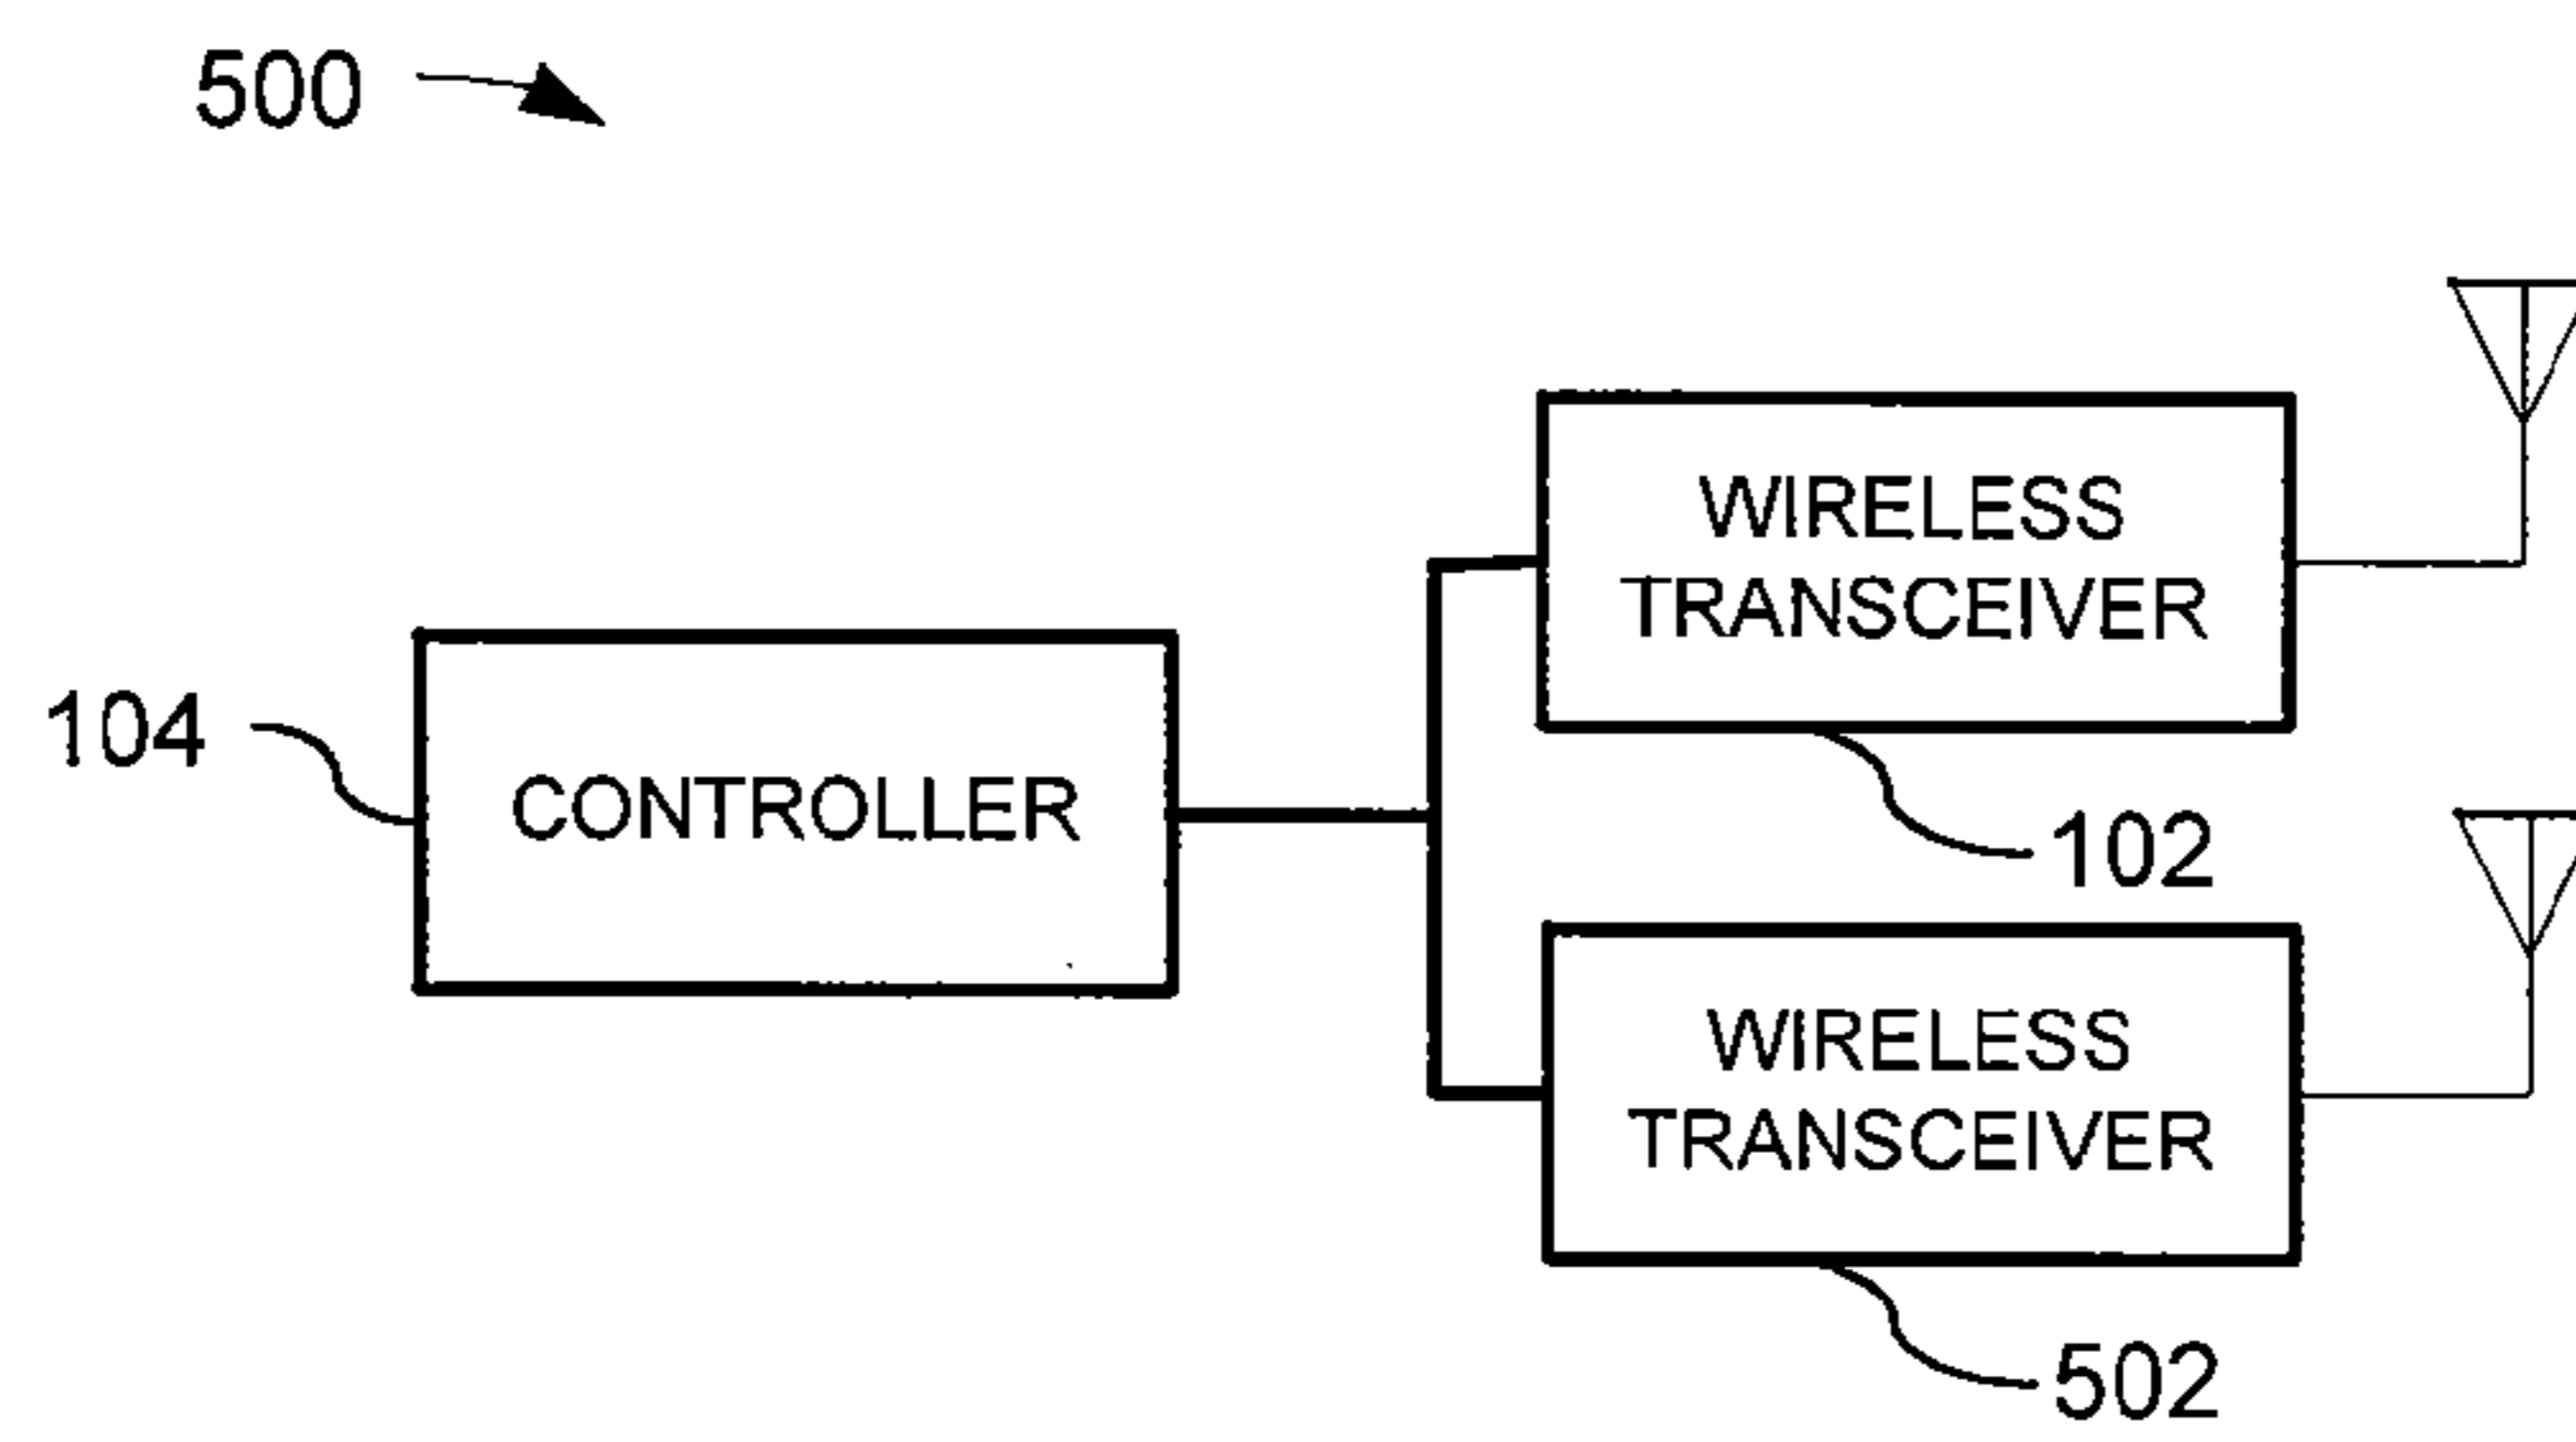 500
WIRELESS
TRANSCEIVER
104
CONTROLLER
102
WIRELESS
TRANSCEIVER
502